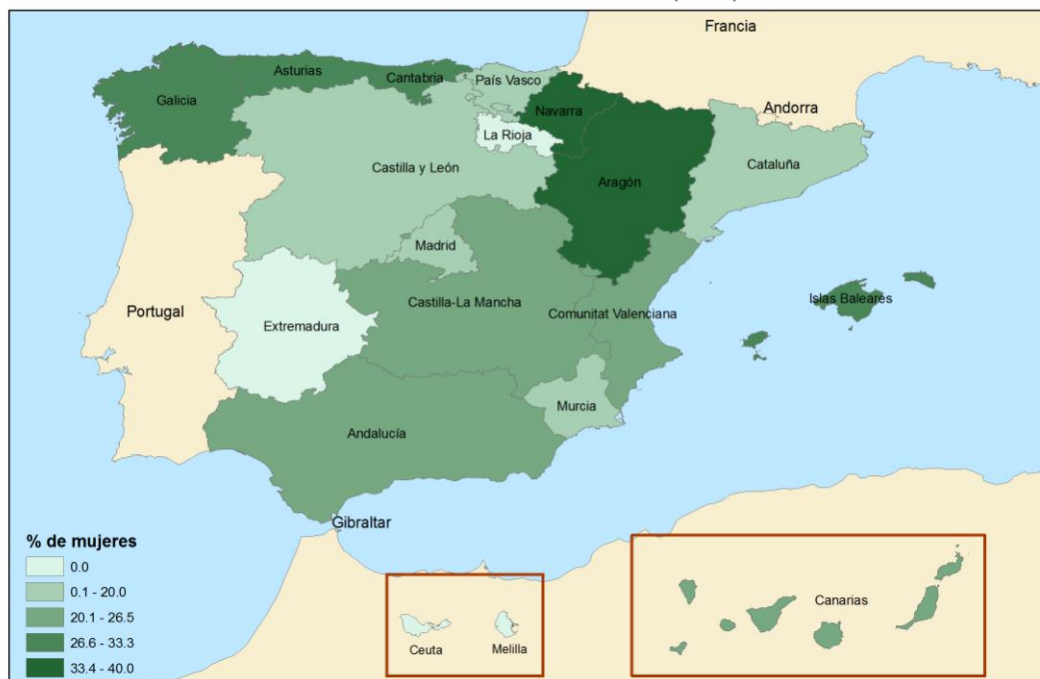 Francia
Asturias
Cantabria
País Vasco
Galicia
Navarra
Andorra
La Rioja
Castilla y León
Cataluña
Aragón
Madrid
Islas Baleares
Portugal
Castilla-La Mancha
Comunitat Valenciana
Extremadura
Murcia
Andalucía
Gibraltar
% de mujeres
0.0
0.1 - 20.0
20.1 - 26.5
26.6 - 33.3
33.4 - 40.0
Ceuta
Melilla
Canarias